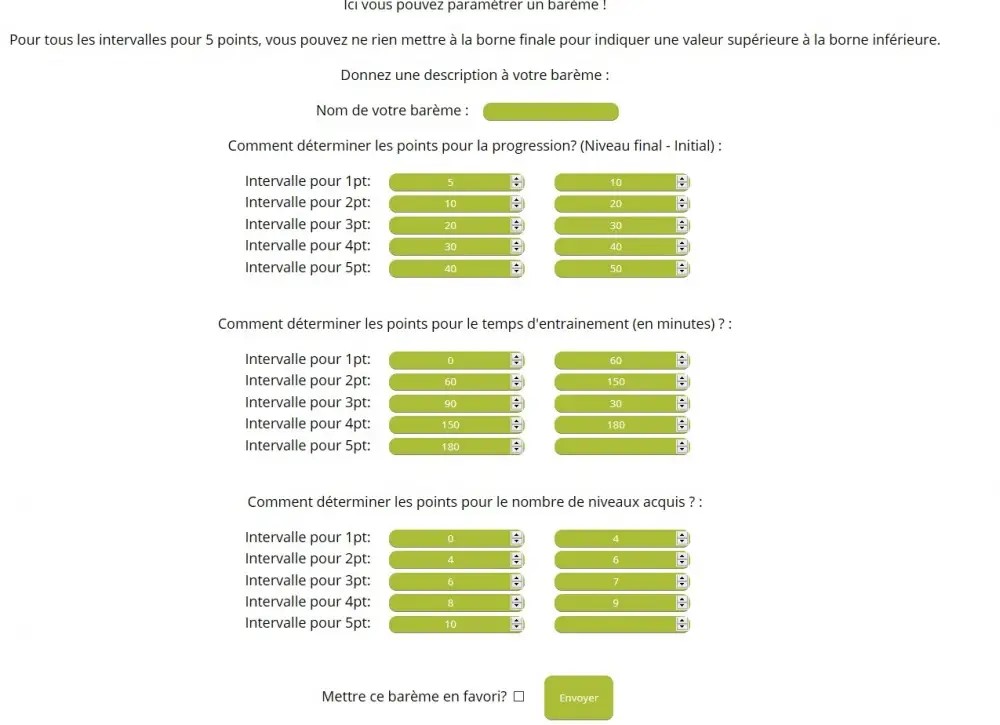 Ici vous pouvez paramétrer un barème !
Pour tous les intervalles pour 5 points, vous pouvez ne rien mettre à la borne finale pour indiquer une valeur supérieure à la borne inférieure.
Donnez une description à votre barème :
Nom de votre barème :
Comment déterminer les points pour la progression? (Niveau final - Initial) :
Intervalle pour 1pt: 5 10
Intervalle pour 2pt: 10 20
Intervalle pour 3pt: 20 30
Intervalle pour 4pt: 30 40
Intervalle pour 5pt: 40 50
Comment déterminer les points pour le temps d'entrainement (en minutes) ? :
Intervalle pour 1pt: 0 60
Intervalle pour 2pt: 60 150
Intervalle pour 3pt: 90 30
Intervalle pour 4pt: 150 180
Intervalle pour 5pt: 180
Comment déterminer les points pour le nombre de niveaux acquis ? :
Intervalle pour 1pt: 0 4
Intervalle pour 2pt: 4 6
Intervalle pour 3pt: 6 7
Intervalle pour 4pt: 8 9
Intervalle pour 5pt: 10
Mettre ce barème en favori? Envoyer